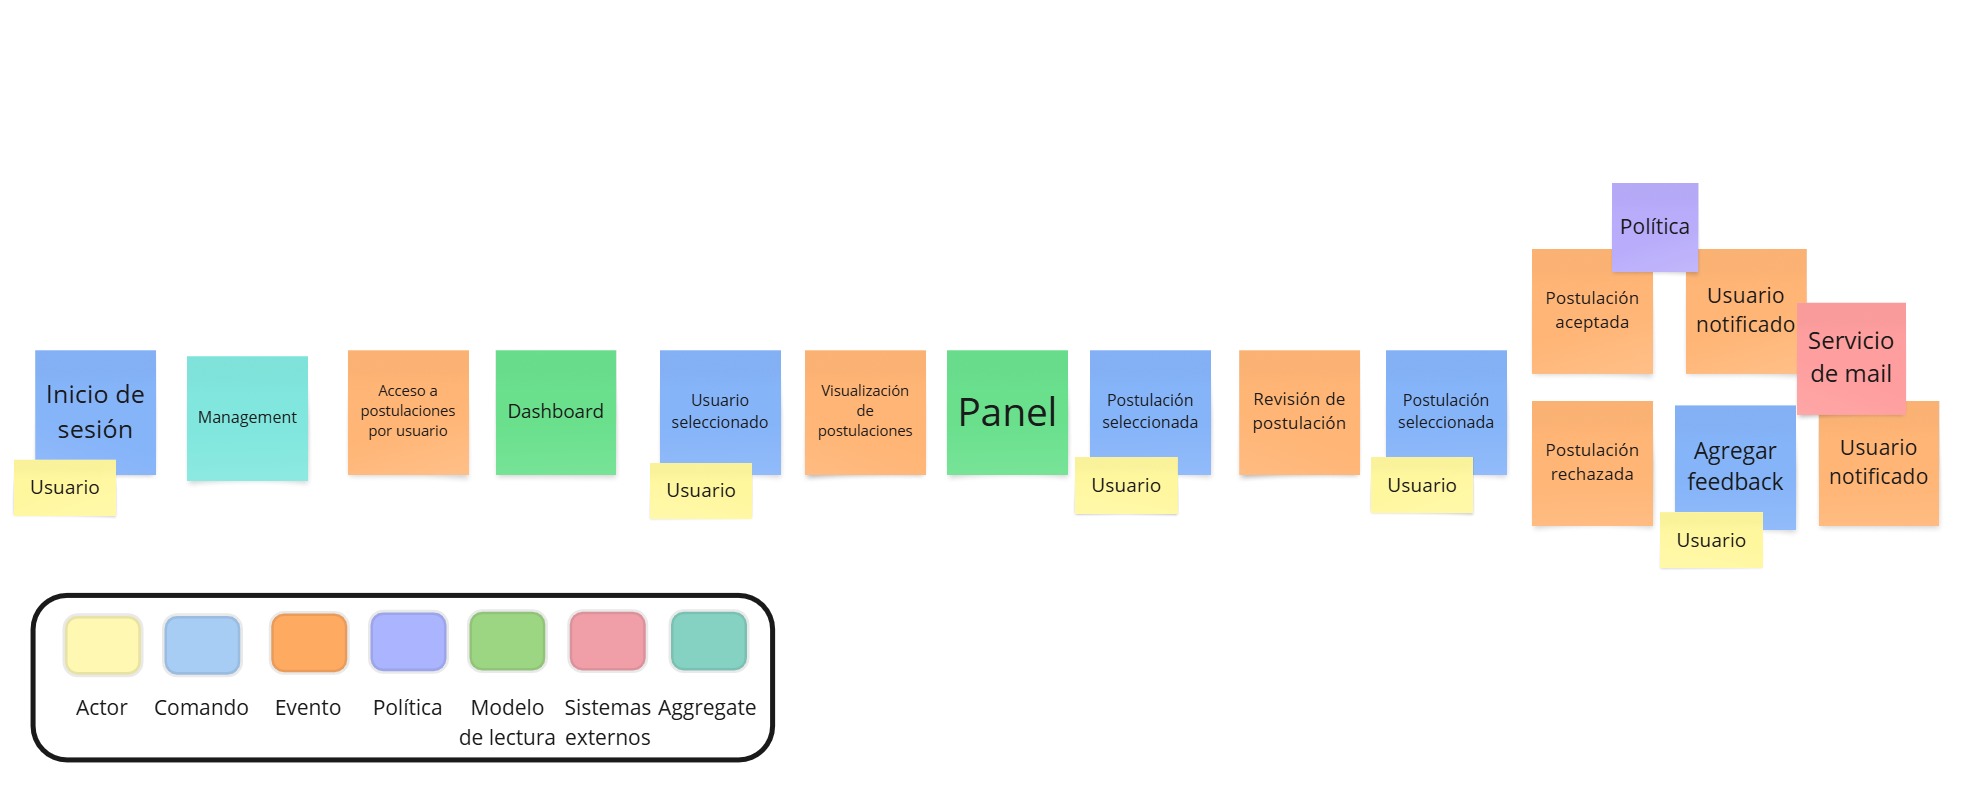 Inicio de
sesión
Usuario
Management
Acceso a
postulaciones
por usuario
Dashboard
Usuario
seleccionado
Usuario
Visualización
de
postulaciones
Panel
Postulación
seleccionada
Usuario
Revisión de
postulación
Postulación
seleccionada
Usuario
Política
Postulación
aceptada
Usuario
notificado
Servicio
de mail
Postulación
rechazada
Agregar
feedback
Usuario
Usuario
notificado
Actor
Comando
Evento
Política
Modelo
de lectura
Sistemas
externos
Aggregate